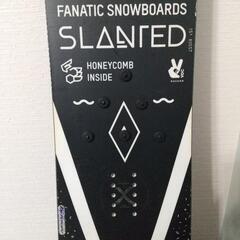 FANATIC SNOWBOARDS
SLANTED
HONEYCOMB
INSIDE